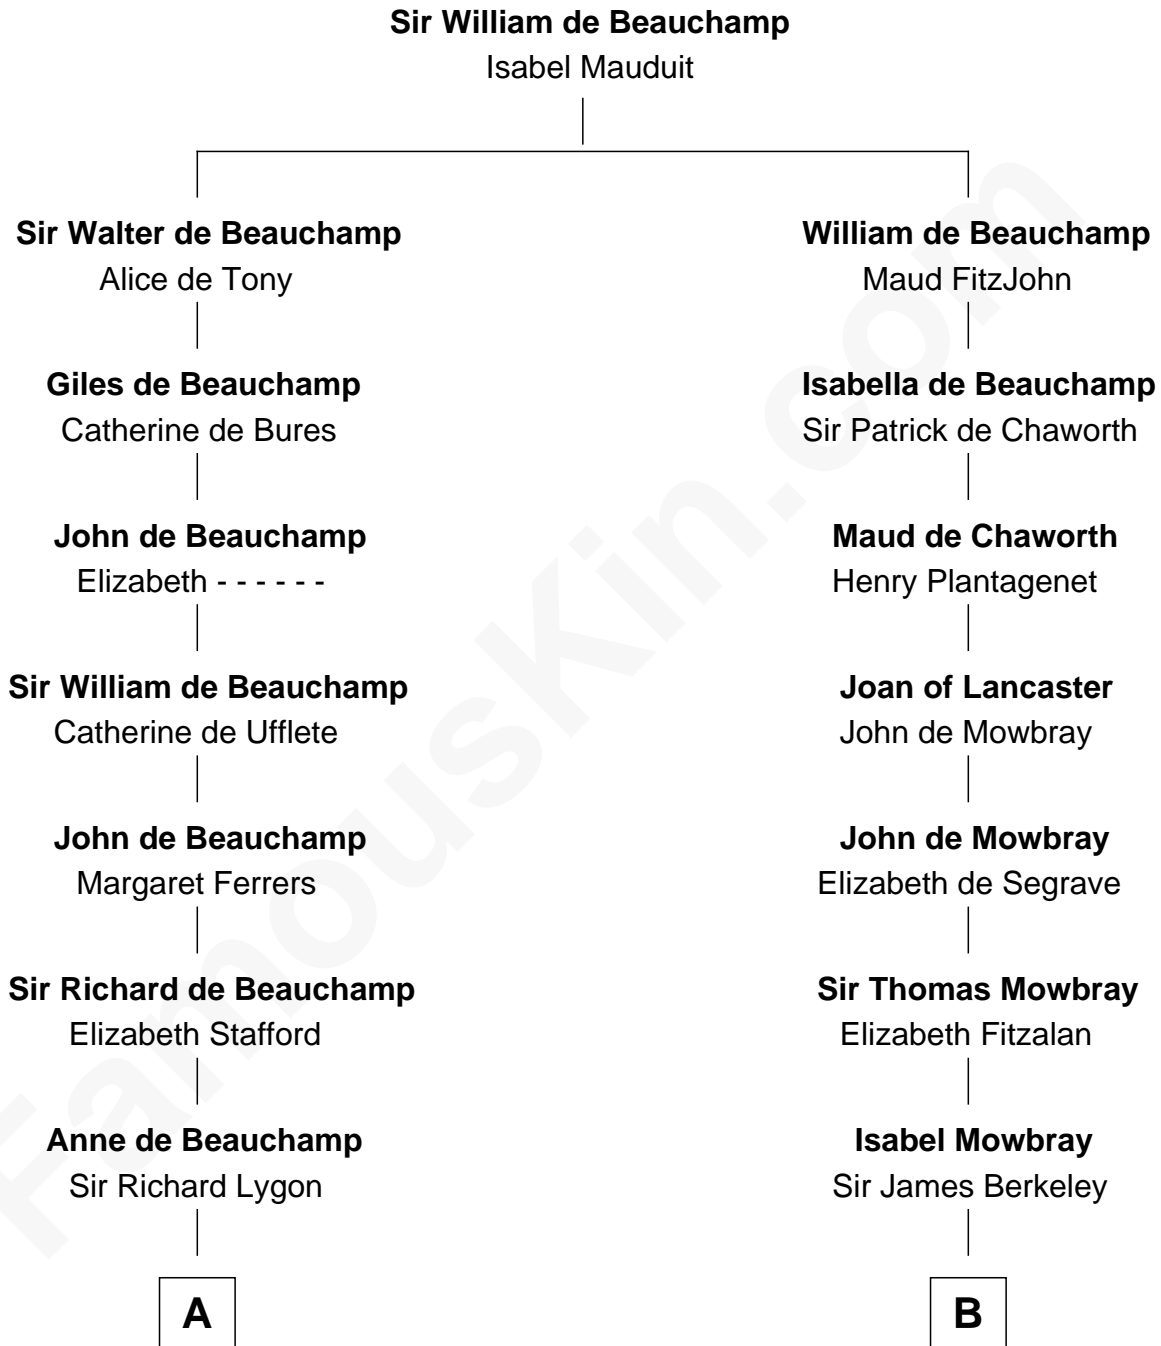 Sir William de Beauchamp
Isabel Mauduit
Sir Walter de Beauchamp
Alice de Tony
William de Beauchamp
Maud FitzJohn
Giles de Beauchamp
Catherine de Bures
Isabella de Beauchamp
Sir Patrick de Chaworth
John de Beauchamp
Elizabeth - - - - - -
Maud de Chaworth
Henry Plantagenet
Sir William de Beauchamp
Catherine de Ufflete
Joan of Lancaster
John de Mowbray
John de Beauchamp
Margaret Ferrers
John de Mowbray
Elizabeth de Segrave
Sir Richard de Beauchamp
Elizabeth Stafford
Sir Thomas Mowbray
Elizabeth Fitzalan
Anne de Beauchamp
Sir Richard Lygon
Isabel Mowbray
Sir James Berkeley
A
B
FamousKin.com